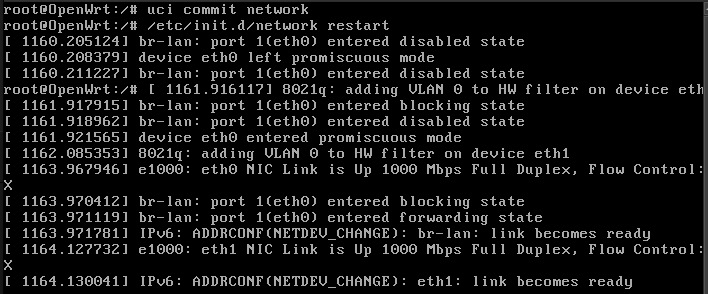 root@OpenWrt:/# uci commit network
root@OpenWrt:/# /etc/init.d/network restart
[ 1160.205124] br-lan: port 1(eth0) entered disabled state
[ 1160.208379] device eth0 left promiscuous mode
[ 1160.211227] br-lan: port 1(eth0) entered disabled state
root@OpenWrt:/# [ 1161.916117] 8021q: adding VLAN 0 to HW filter on device eth
[ 1161.917915] br-lan: port 1(eth0) entered blocking state
[ 1161.918962] br-lan: port 1(eth0) entered disabled state
[ 1161.921565] device eth0 entered promiscuous mode
[ 1162.085353] 8021q: adding VLAN 0 to HW filter on device eth1
[ 1163.967946] e1000: eth0 NIC Link is Up 1000 Mbps Full Duplex, Flow Control:
X
[ 1163.970412] br-lan: port 1(eth0) entered blocking state
[ 1163.971119] br-lan: port 1(eth0) entered forwarding state
[ 1163.971781] IPv6: ADDRCONF(NETDEV_CHANGE): br-lan: link becomes ready
[ 1164.127732] e1000: eth1 NIC Link is Up 1000 Mbps Full Duplex, Flow Control:
X
[ 1164.130041] IPv6: ADDRCONF(NETDEV_CHANGE): eth1: link becomes ready